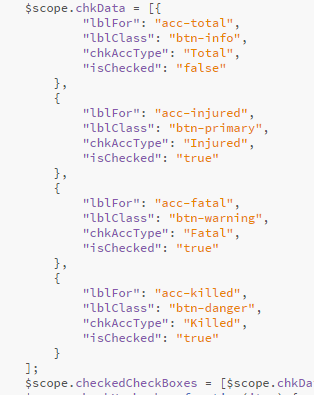 $scope.chkData = [{
"lblFor": "acc-total",
"lblClass": "btn-info",
"chkAccType": "Total",
"isChecked": "false"
},
{
"lblFor": "acc-injured",
"lblClass": "btn-primary",
"chkAccType": "Injured",
"isChecked": "true"
},
{
"lblFor": "acc-fatal",
"lblClass": "btn-warning",
"chkAccType": "Fatal",
"isChecked": "true"
},
{
"lblFor": "acc-killed",
"lblClass": "btn-danger",
"chkAccType": "Killed",
"isChecked": "true"
}
];
$scope.checkedCheckBoxes = [$scope.chkDa